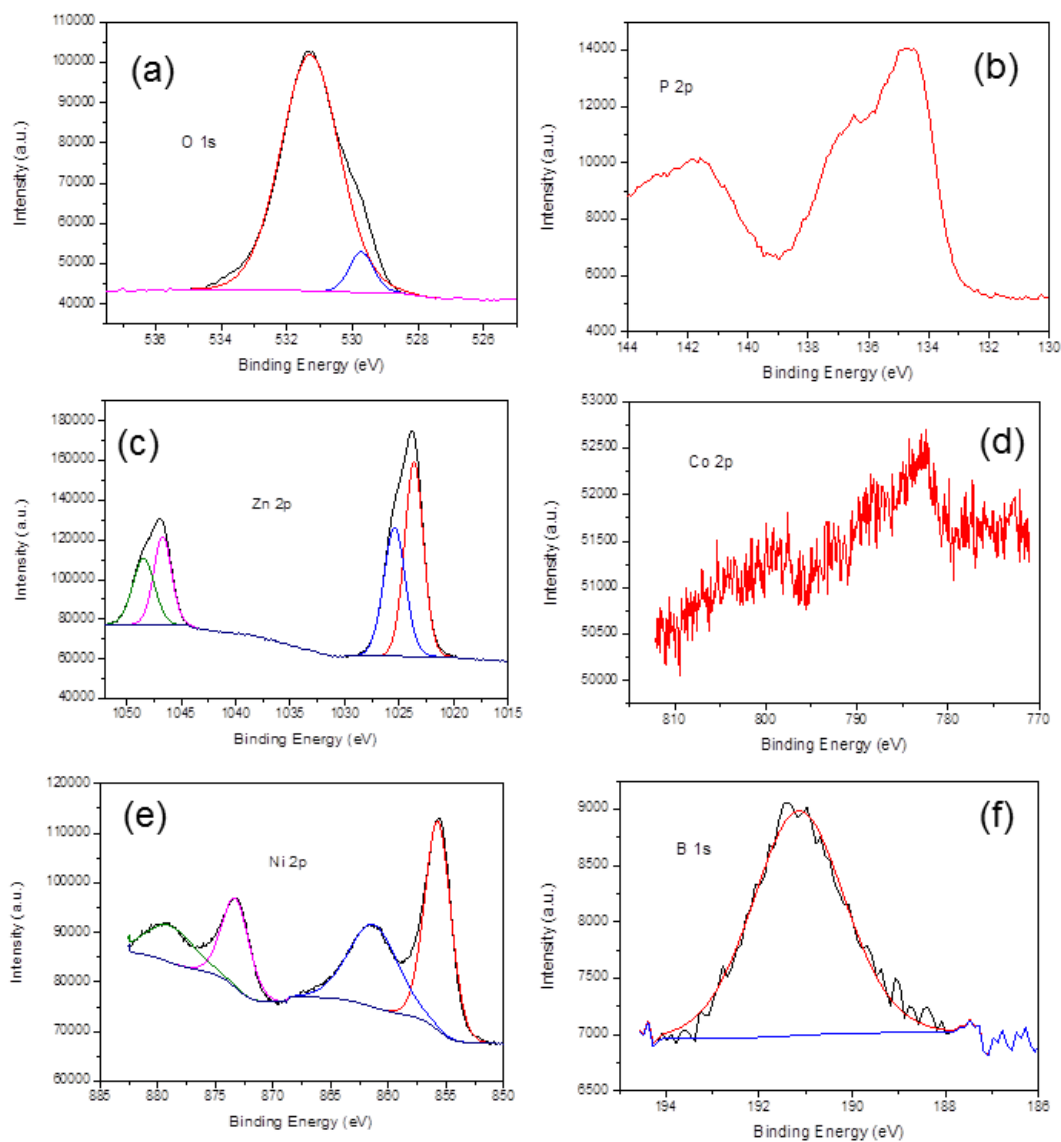 (a)
O 1s
110000
100000
90000
80000
70000
60000
50000
40000
Intensity (a.u.)
536 534 532 530 528 526
Binding Energy (eV)
(b)
P 2p
14000
12000
10000
8000
6000
4000
Intensity (a.u.)
144 142 140 138 136 134 132 130
Binding Energy (eV)
(c)
Zn 2p
180000
160000
140000
120000
100000
80000
60000
40000
Intensity (a.u.)
1050 1045 1040 1035 1030 1025 1020 1015
Binding Energy (eV)
(d)
Co 2p
53000
52500
52000
51500
51000
50500
50000
Intensity (a.u.)
810 800 790 780 770
Binding Energy (eV)
(e)
Ni 2p
120000
110000
100000
90000
80000
70000
60000
Intensity (a.u.)
885 880 875 870 865 860 855 850
Binding Energy (eV)
(f)
B 1s
9000
8500
8000
7500
7000
6500
Intensity (a.u.)
194 192 190 188 186
Binding Energy (eV)